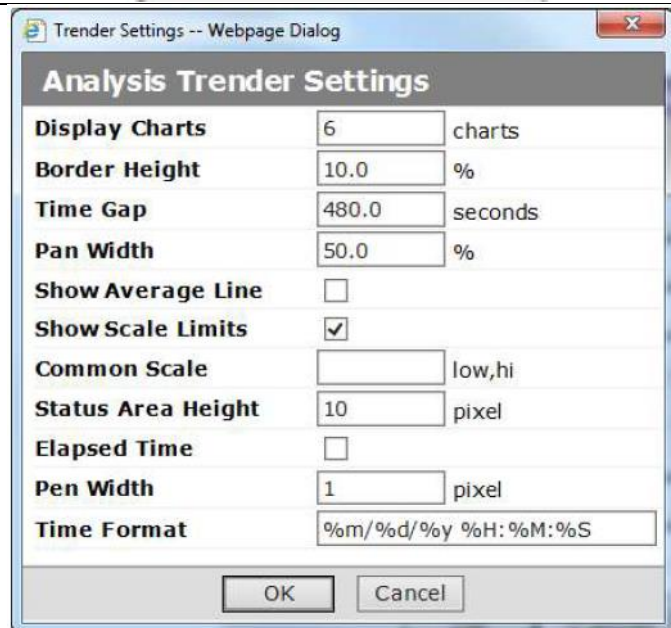 Trender Settings -- Webpage Dialog
Analysis Trender Settings
Display Charts 6 charts
Border Height 10.0 %
Time Gap 480.0 seconds
Pan Width 50.0 %
Show Average Line
Show Scale Limits
Common Scale low,hi
Status Area Height 10 pixel
Elapsed Time
Pen Width 1 pixel
Time Format %m/%d/%y %H:%M:%S
OK Cancel